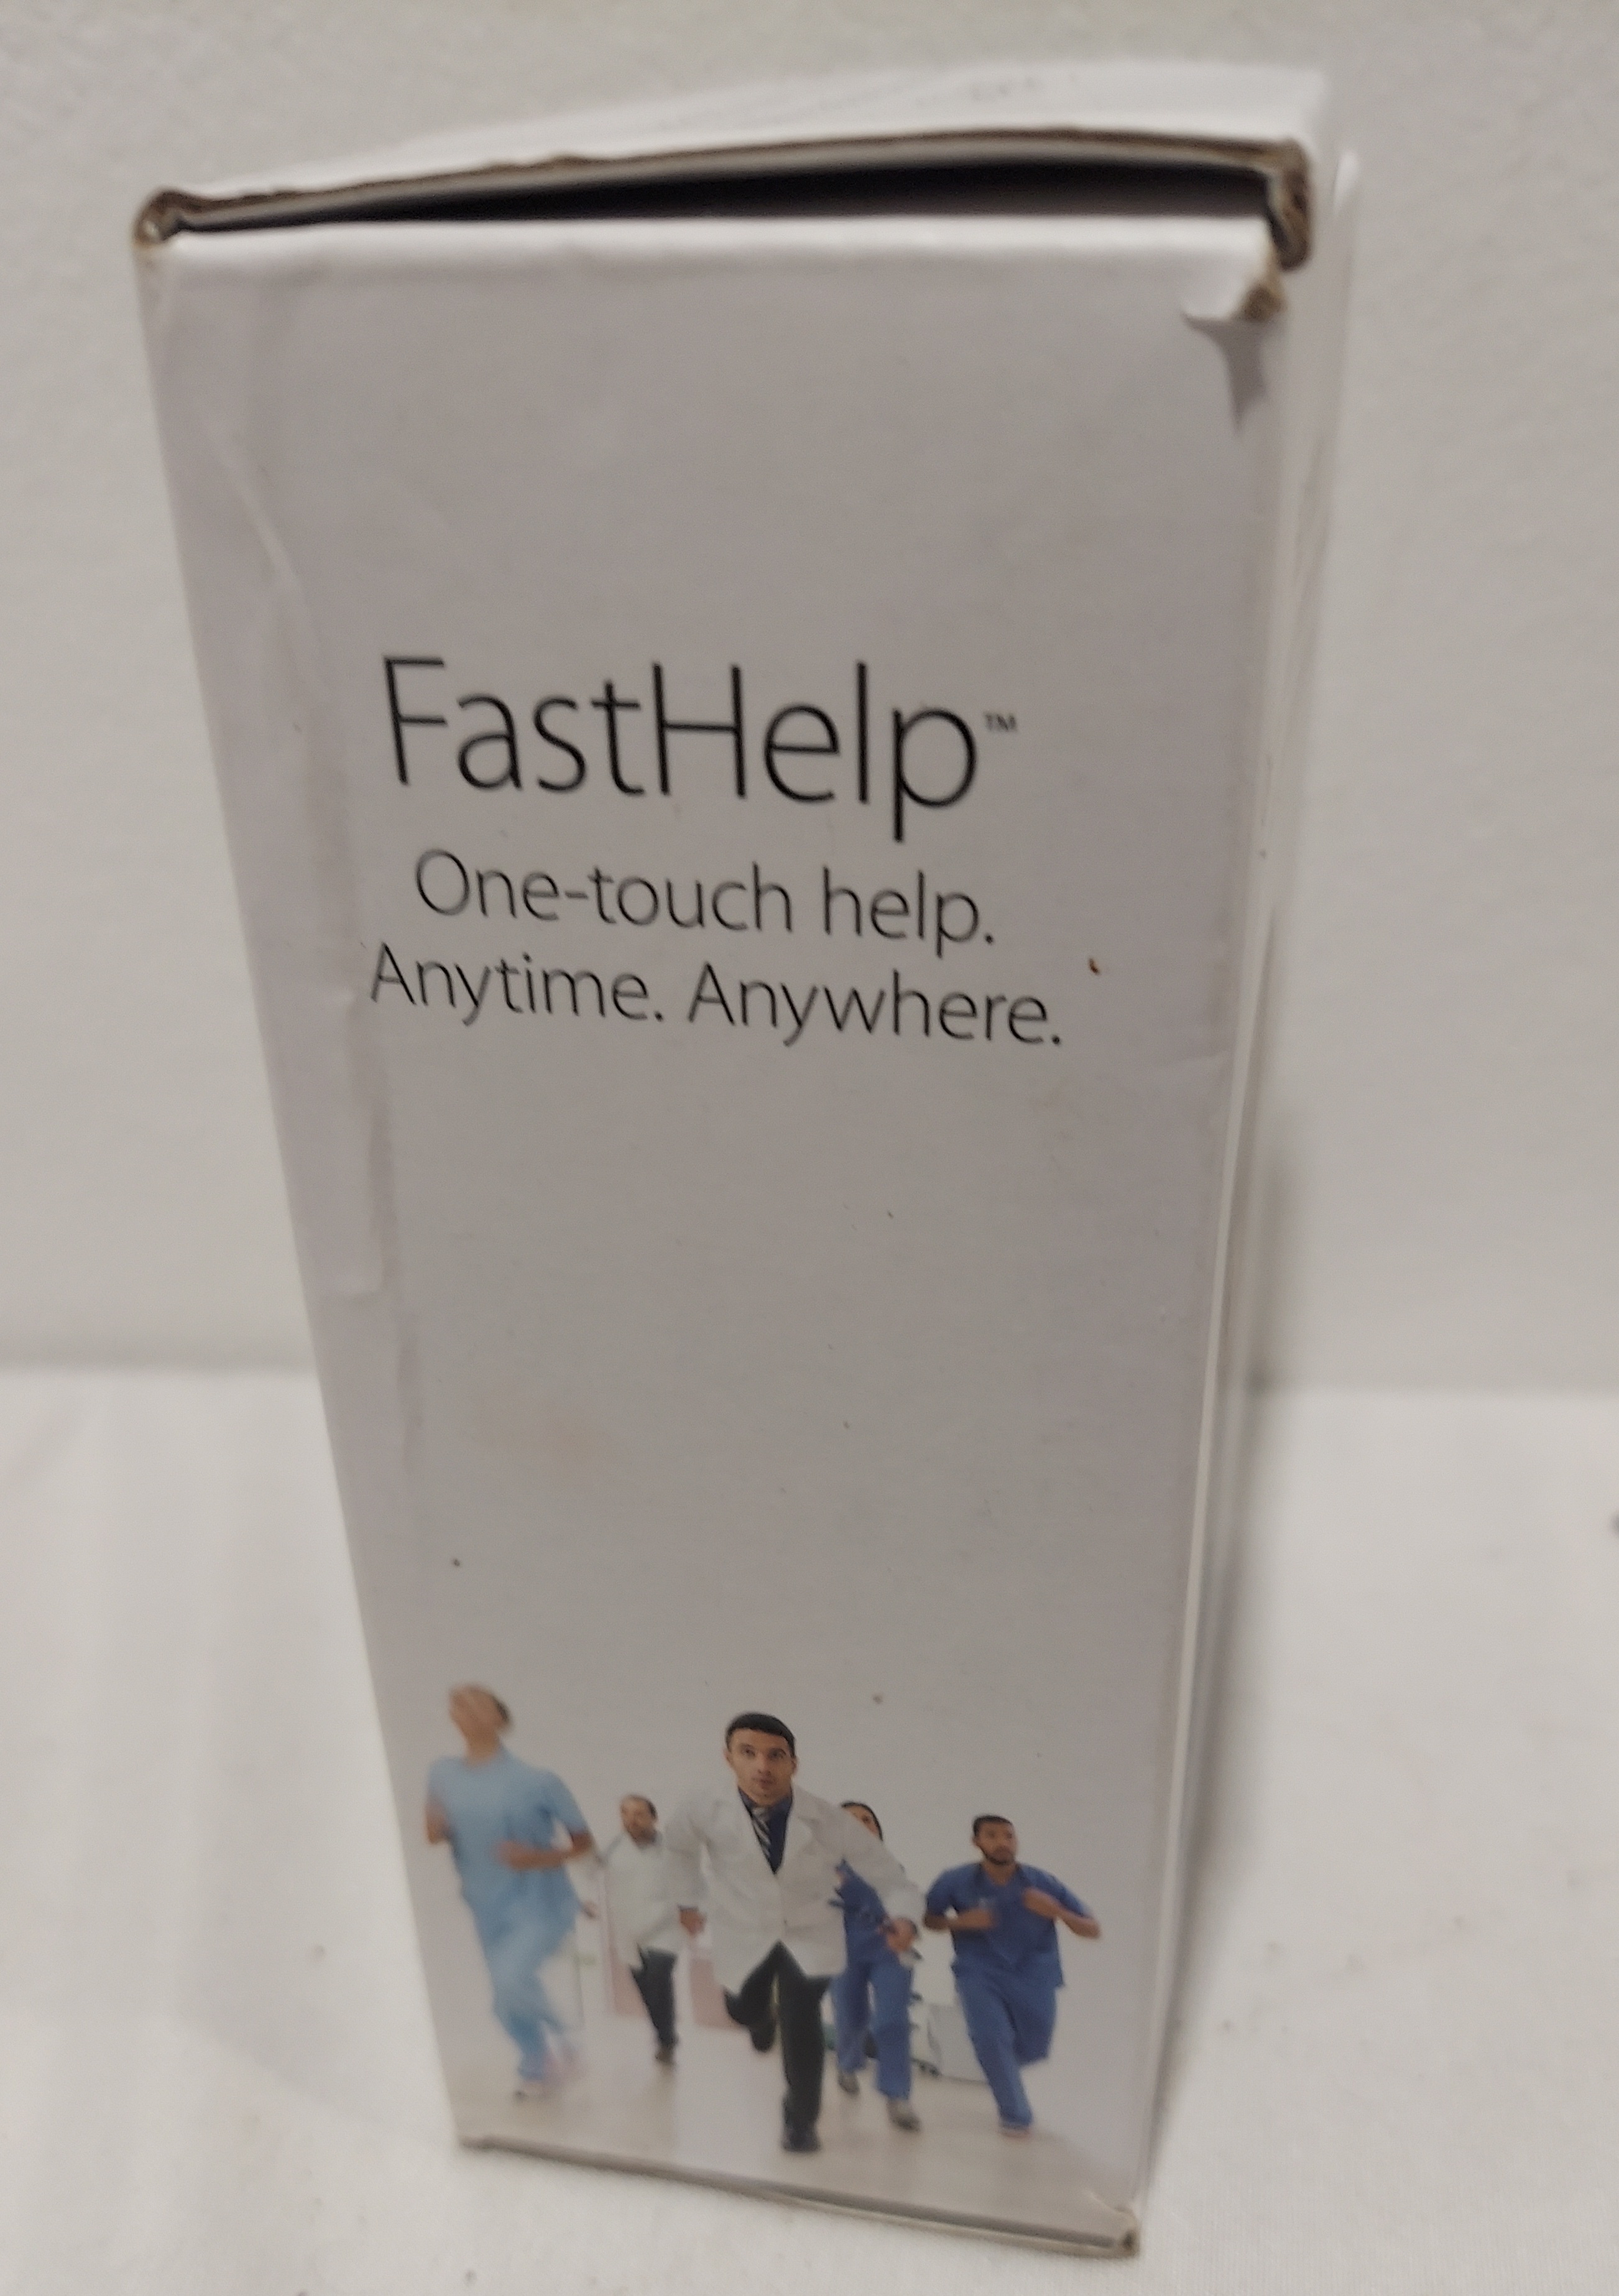 FastHelp™
One-touch help.
Anytime. Anywhere.